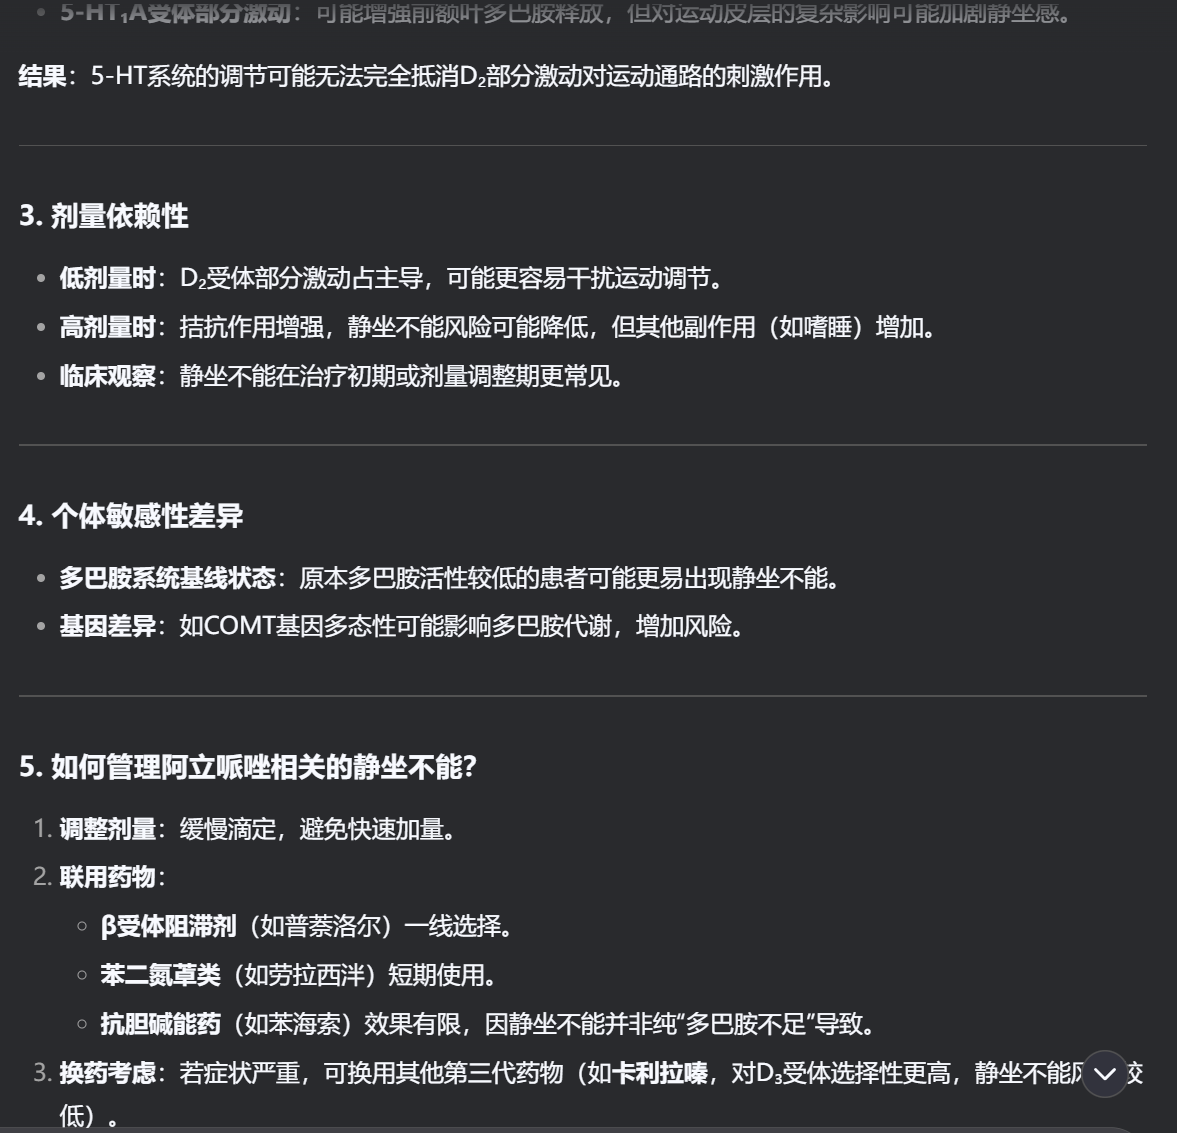 5-HT₁A受体部分激动：可能增强前额叶多巴胺释放，但对运动皮层的复杂影响可能加剧静坐感。
结果：5-HT系统的调节可能无法完全抵消D₂部分激动对运动通路的刺激作用。
3. 剂量依赖性
低剂量时：D₂受体部分激动占主导，可能更容易干扰运动调节。
高剂量时：拮抗作用增强，静坐不能风险可能降低，但其他副作用（如嗜睡）增加。
临床观察：静坐不能在治疗初期或剂量调整期更常见。
4. 个体敏感性差异
多巴胺系统基线状态：原本多巴胺活性较低的患者可能更易出现静坐不能。
基因差异：如COMT基因多态性可能影响多巴胺代谢，增加风险。
5. 如何管理阿立哌唑相关的静坐不能？
1. 调整剂量：缓慢滴定，避免快速加量。
2. 联用药物：
β受体阻滞剂（如普萘洛尔）一线选择。
苯二氮䓬类（如劳拉西泮）短期使用。
抗胆碱能药（如苯海索）效果有限，因静坐不能并非纯“多巴胺不足”导致。
3. 换药考虑：若症状严重，可换用其他第三代药物（如卡利拉嗪，对D₃受体选择性更高，静坐不能风较
低）。